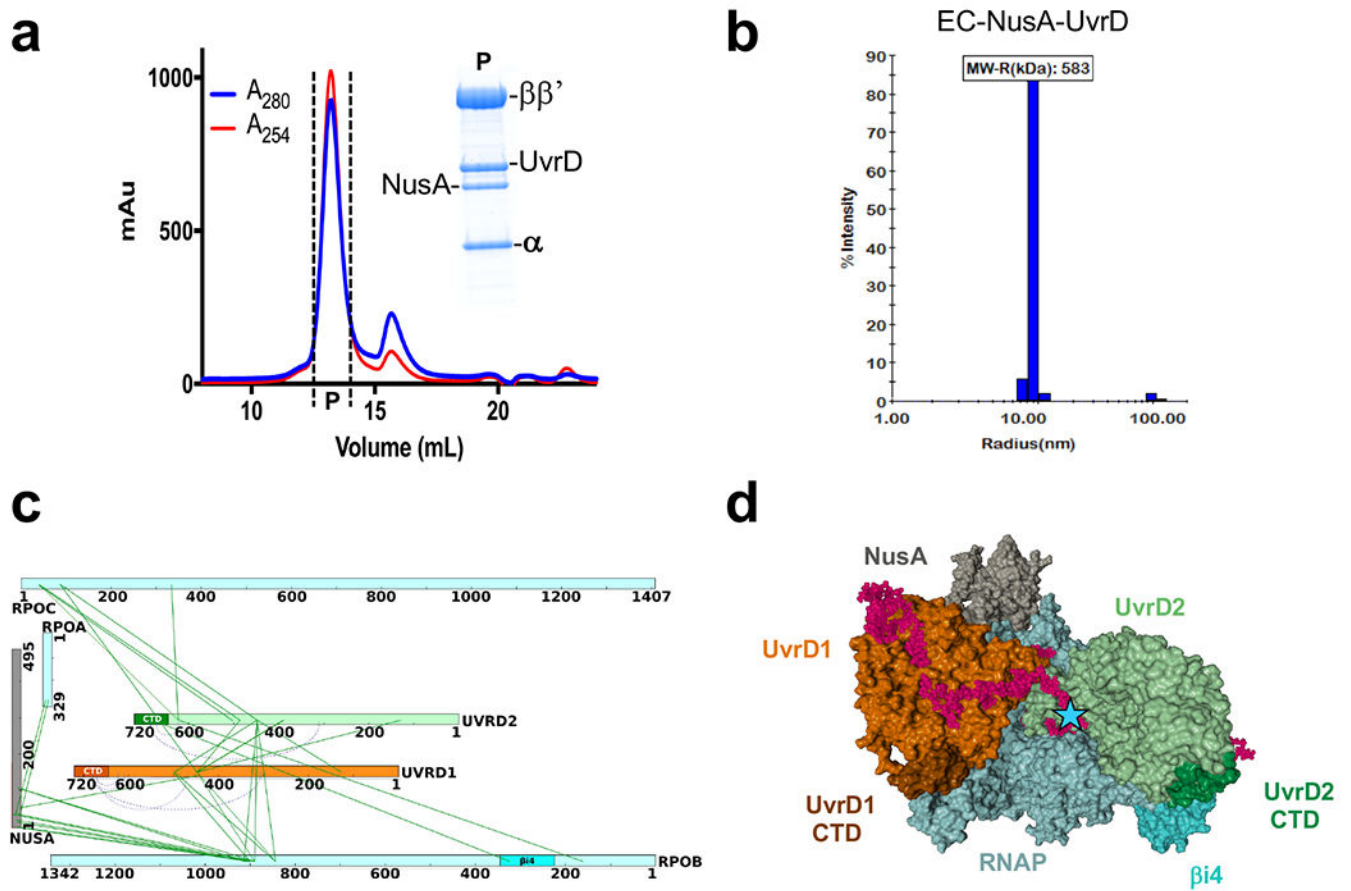 a
A280
A254
P
-ββ'
-UvrD
NusA-
-α
mAu
1000
500
0
P
10
15
20
Volume (mL)
b
EC-NusA-UvrD
MW-R(kDa): 583
% Intensity
90
80
70
60
50
40
30
20
10
0
1.00
10.00
100.00
Radius(nm)
c
1
200
400
600
800
1000
1200
1407
RPOC
RPOA
1
329
495
200
1
NUSA
CTD
720
600
400
200
1
UVRD2
CTD
720
600
400
200
1
UVRD1
βi4
1342
1200
1000
800
600
400
200
1
RPOB
d
NusA
UvrD1
UvrD2
UvrD1
CTD
RNAP
UvrD2
CTD
βi4